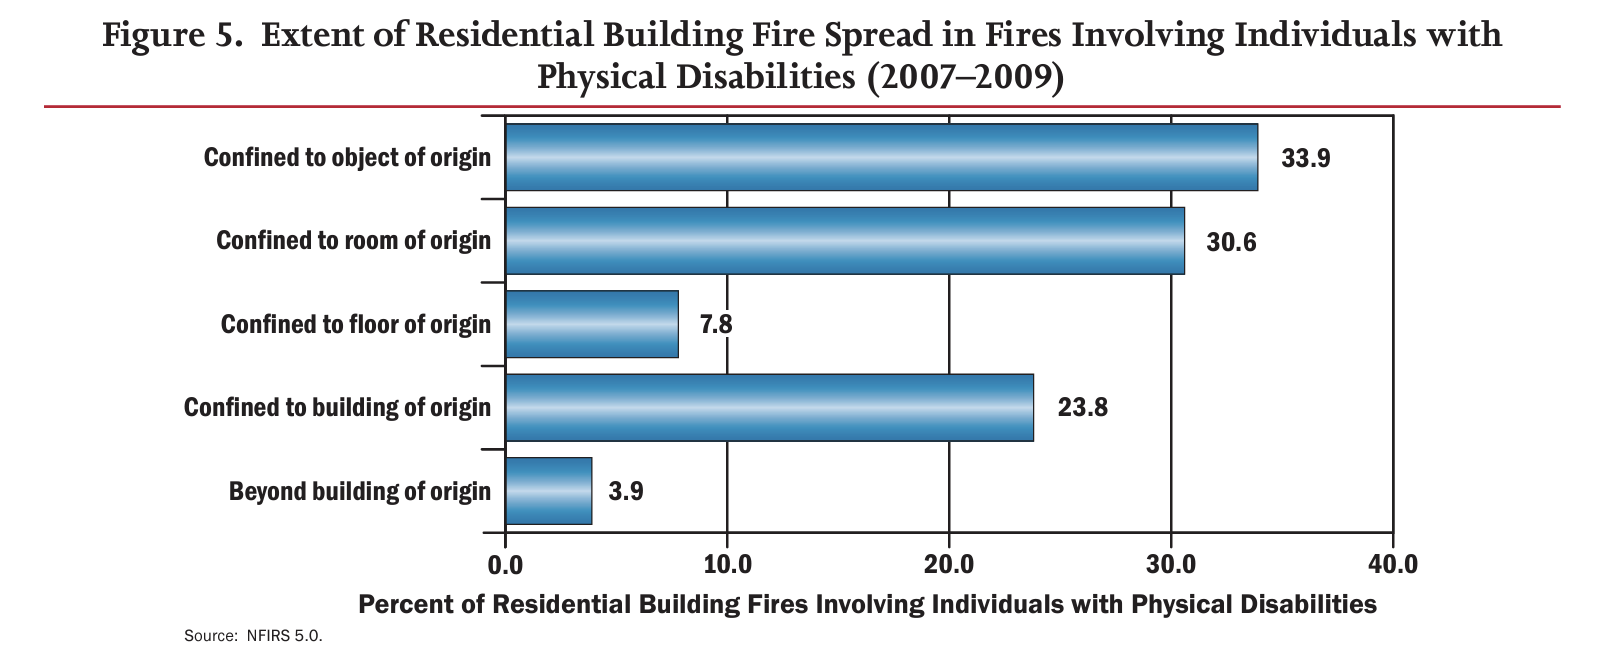 Figure 5.  Extent of Residential Building Fire Spread in Fires Involving Individuals with
Physical Disabilities (2007–2009)
Confined to object of origin
33.9
Confined to room of origin
30.6
Confined to floor of origin
7.8
Confined to building of origin
23.8
Beyond building of origin
3.9
0.0 10.0 20.0 30.0 40.0
Percent of Residential Building Fires Involving Individuals with Physical Disabilities
Source:  NFIRS 5.0.